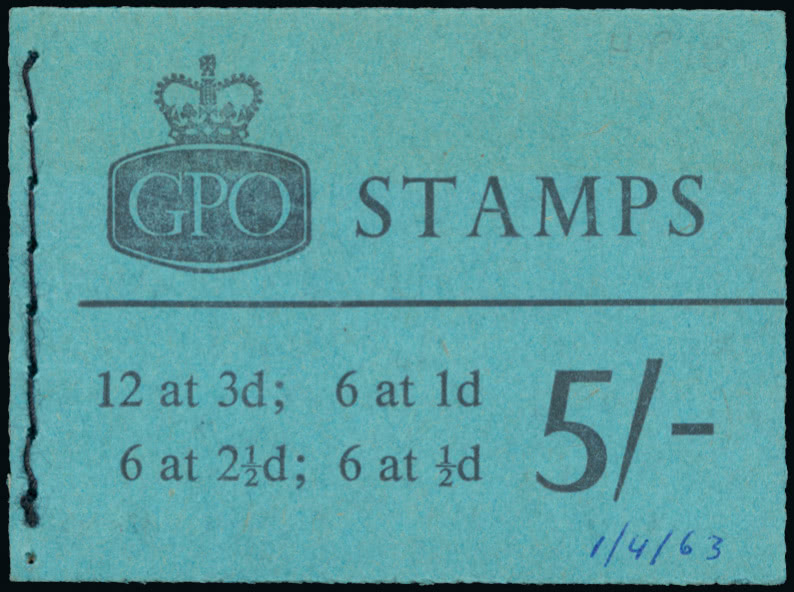 GPO STAMPS
12 at 3d; 6 at 1d
6 at 2½d; 6 at ½d
5/-
1/4/63